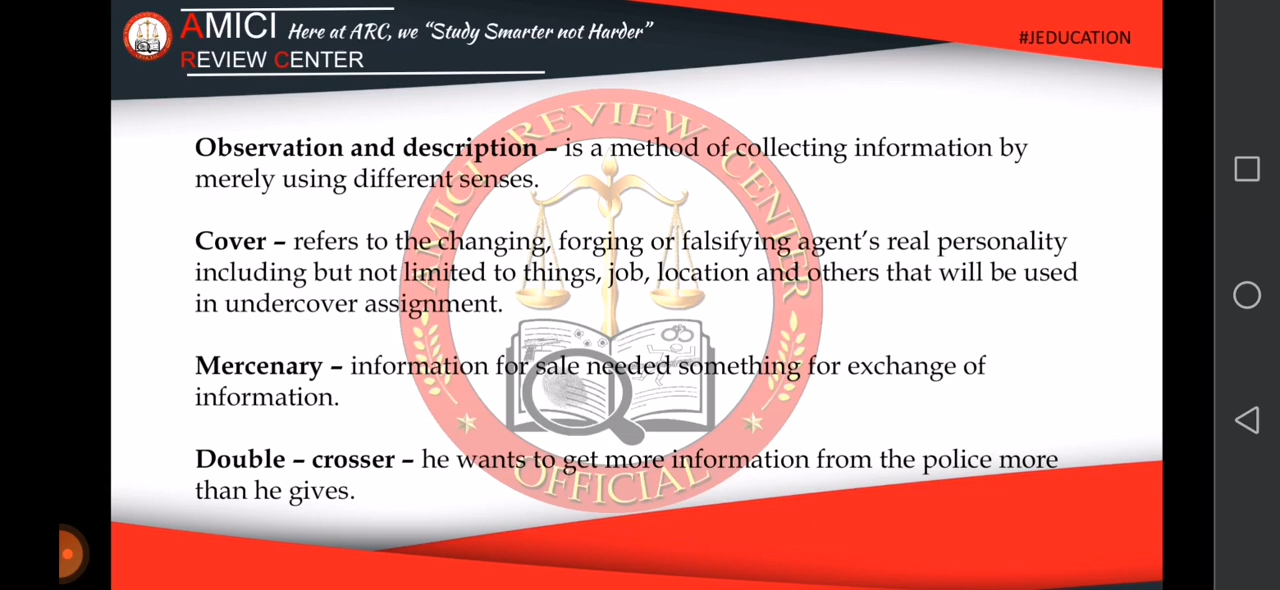 AMICI Here at ARC, we “Study Smarter not Harder”
REVIEW CENTER
#JEDUCATION
Observation and description – is a method of collecting information by
merely using different senses.
Cover – refers to the changing, forging or falsifying agent’s real personality
including but not limited to things, job, location and others that will be used
in undercover assignment.
Mercenary – information for sale needed something for exchange of
information.
Double – crosser – he wants to get more information from the police more
than he gives.
AMICI REVIEW CENTER
OFFICIAL